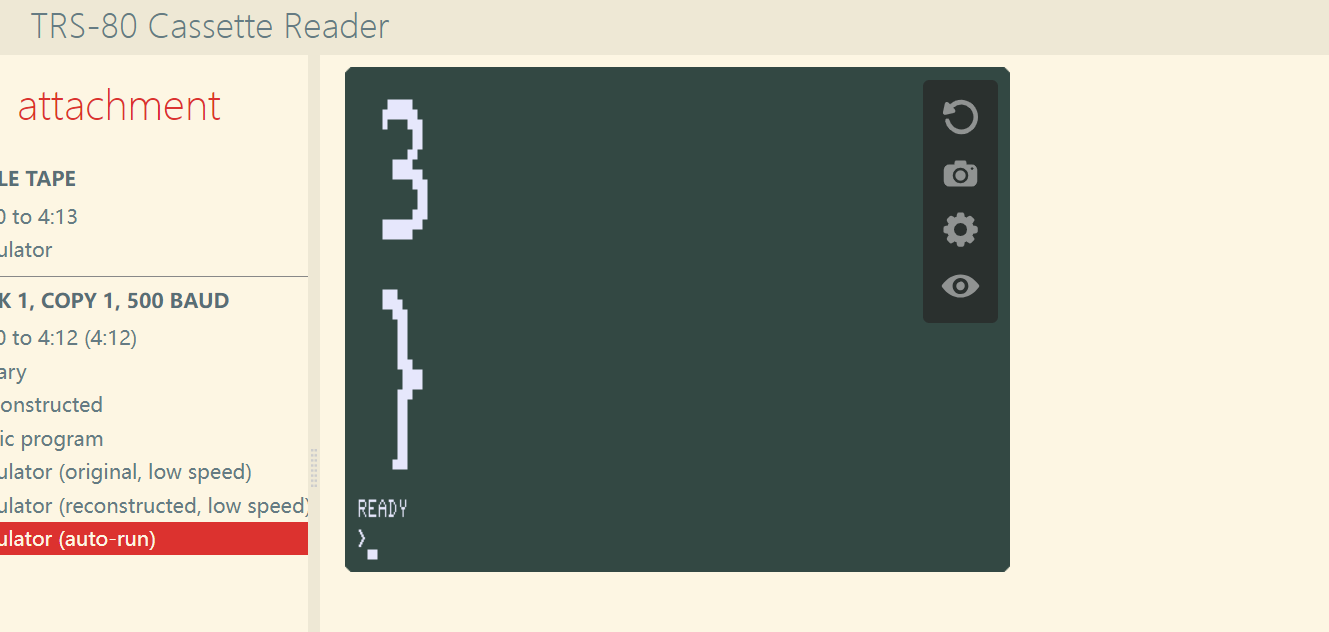 TRS-80 Cassette Reader
attachment
LE TAPE
0 to 4:13
ulator
K 1, COPY 1, 500 BAUD
0 to 4:12 (4:12)
ary
onstructed
ic program
ulator (original, low speed)
ulator (reconstructed, low speed)
ulator (auto-run)
3
}
READY
>